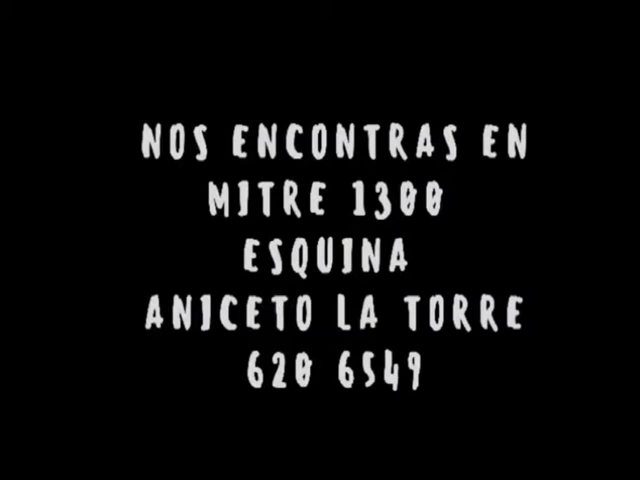 NOS ENCONTRAS EN
MITRE 1300
ESQUINA
ANICETO LA TORRE
620 6549